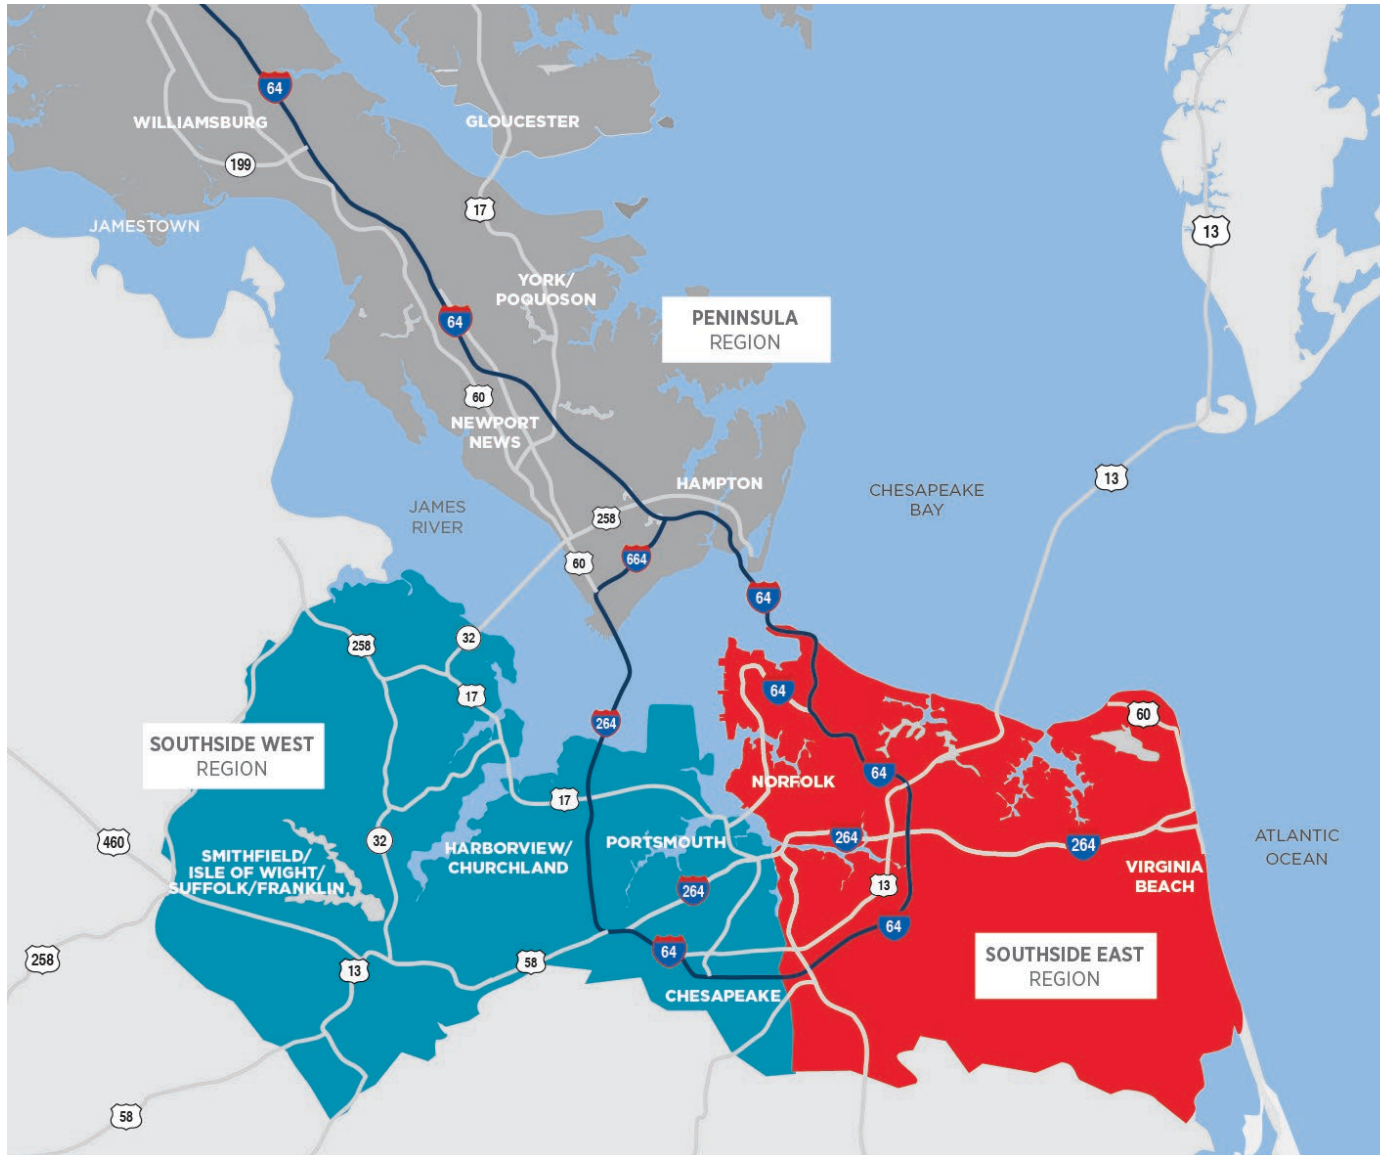 64
WILLIAMSBURG
GLOUCESTER
199
17
JAMESTOWN
13
YORK/
POQUOSON
64
PENINSULA
REGION
60
NEWPORT
NEWS
13
HAMPTON
CHESAPEAKE
BAY
JAMES
RIVER
258
60
664
64
32
258
17
64
264
60
SOUTHSIDE WEST
REGION
64
NORFOLK
17
460
32
264
264
ATLANTIC
OCEAN
PORTSMOUTH
HARBORVIEW/
CHURCHLAND
SMITHFIELD/
ISLE OF WIGHT/
SUFFOLK/FRANKLIN
VIRGINIA
BEACH
264
13
64
258
13
58
64
SOUTHSIDE EAST
REGION
CHESAPEAKE
58